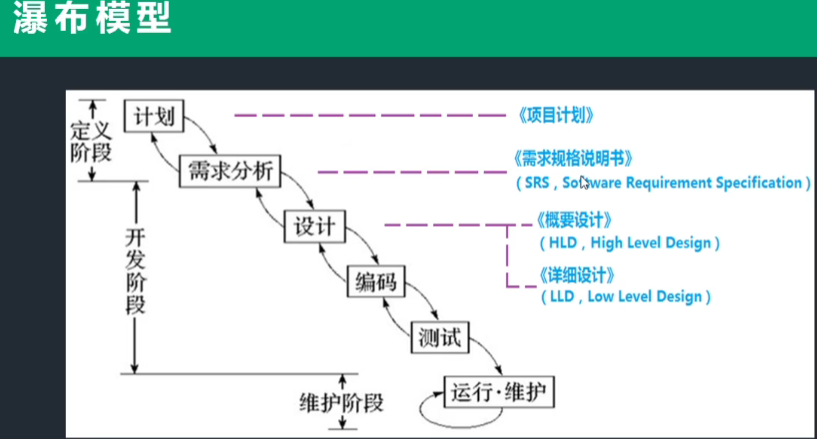 瀑布模型
定义
阶段
计划
《项目计划》
需求分析
《需求规格说明书》
(SRS,Software Requirement Specification)
开
发
阶
段
设计
《概要设计》
(HLD,High Level Design)
编码
《详细设计》
(LLD,Low Level Design)
测试
维护阶段
运行·维护